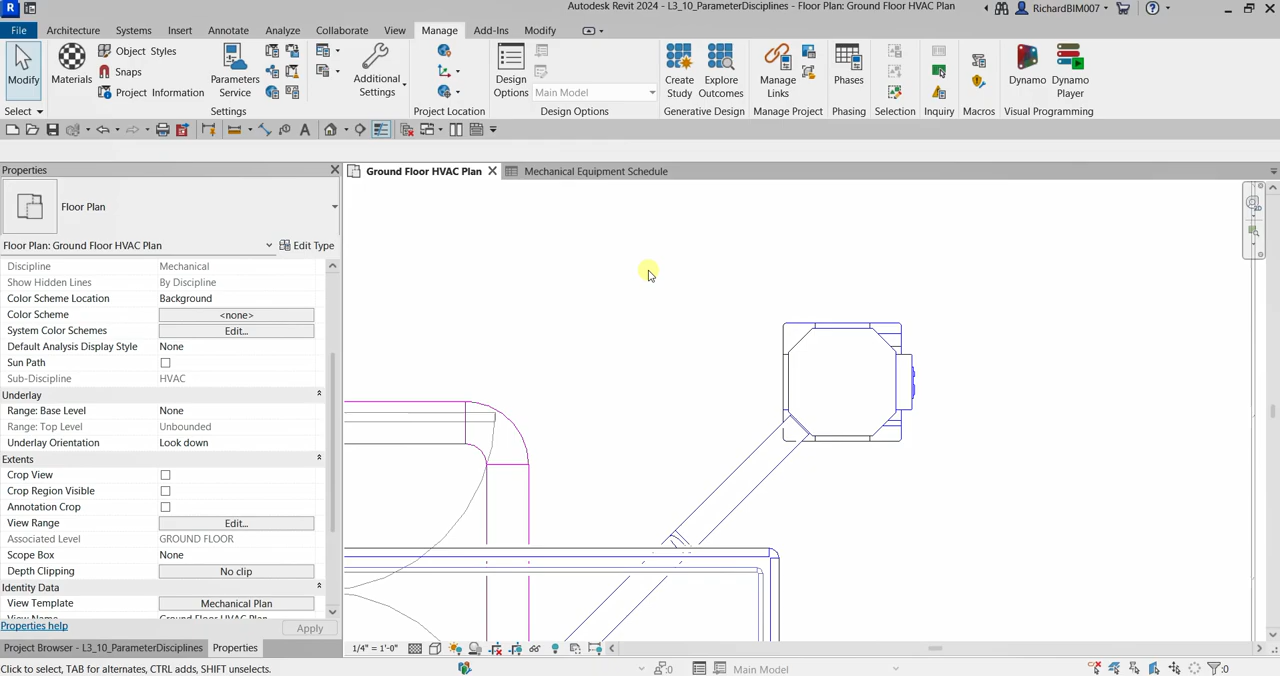 Autodesk Revit 2024 - L3_10_ParameterDisciplines - Floor Plan: Ground Floor HVAC Plan
RichardBIM007
File Architecture Systems Insert Annotate Analyze Collaborate View Manage Add-Ins Modify
Modify
Materials
Object Styles
Snaps
Project Information
Parameters Service
Additional Settings
Design Options
Main Model
Create Study
Explore Outcomes
Manage Links
Phases
Dynamo
Dynamo Player
Select Settings Project Location Design Options Generative Design Manage Project Phasing Selection Inquiry Macros Visual Programming
Properties
Ground Floor HVAC Plan
Mechanical Equipment Schedule
Floor Plan
Floor Plan: Ground Floor HVAC Plan Edit Type
Discipline Mechanical
Show Hidden Lines By Discipline
Color Scheme Location Background
Color Scheme <none>
System Color Schemes Edit...
Default Analysis Display Style None
Sun Path
Sub-Discipline HVAC
Underlay
Range: Base Level None
Range: Top Level Unbounded
Underlay Orientation Look down
Extents
Crop View
Crop Region Visible
Annotation Crop
View Range Edit...
Associated Level GROUND FLOOR
Scope Box None
Depth Clipping No clip
Identity Data
View Template Mechanical Plan
View Name Ground Floor HVAC Plan
Properties help Apply
Project Browser - L3_10_ParameterDisciplines Properties
1/4" = 1'-0"
Click to select, TAB for alternates, CTRL adds, SHIFT unselects.
:0
Main Model
:0